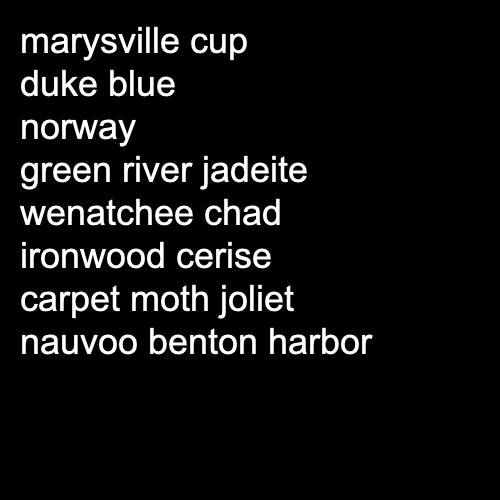 marysville cup
duke blue
norway
green river jadeite
wenatchee chad
ironwood cerise
carpet moth joliet
nauvoo benton harbor